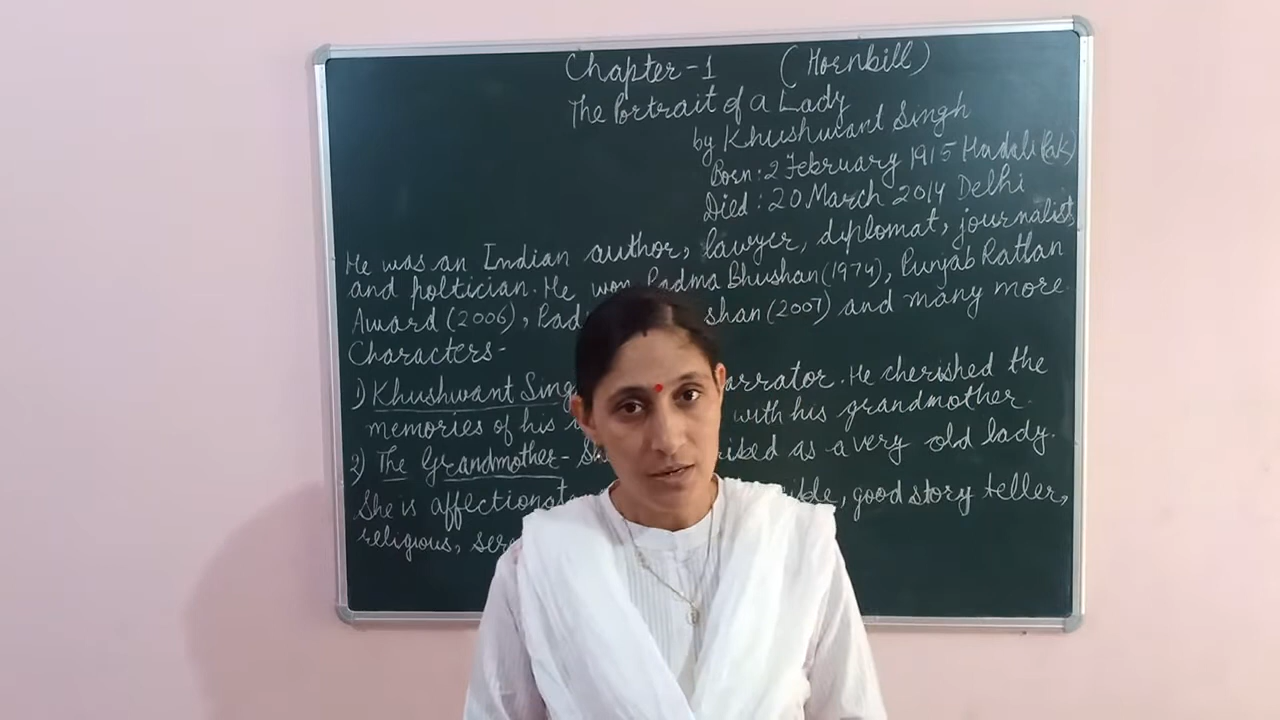 Chapter-1 (Hornbill)
The Portrait of a Lady
by Khushwant Singh
Born: 2 February 1915 Hadali (Pak)
Died: 20 March 2014 Delhi
He was an Indian author, lawyer, diplomat, journalist,
and poltician. He won Padma Bhushan (1974), Punjab Rattan
Award (2006), shan (2007) and many more.
Characters-
1) Khushwant Sing arrator. He cherished the
memories of his with his grandmother.
2) The Grandmother- as a very old lady.
She is good story teller,
religious,